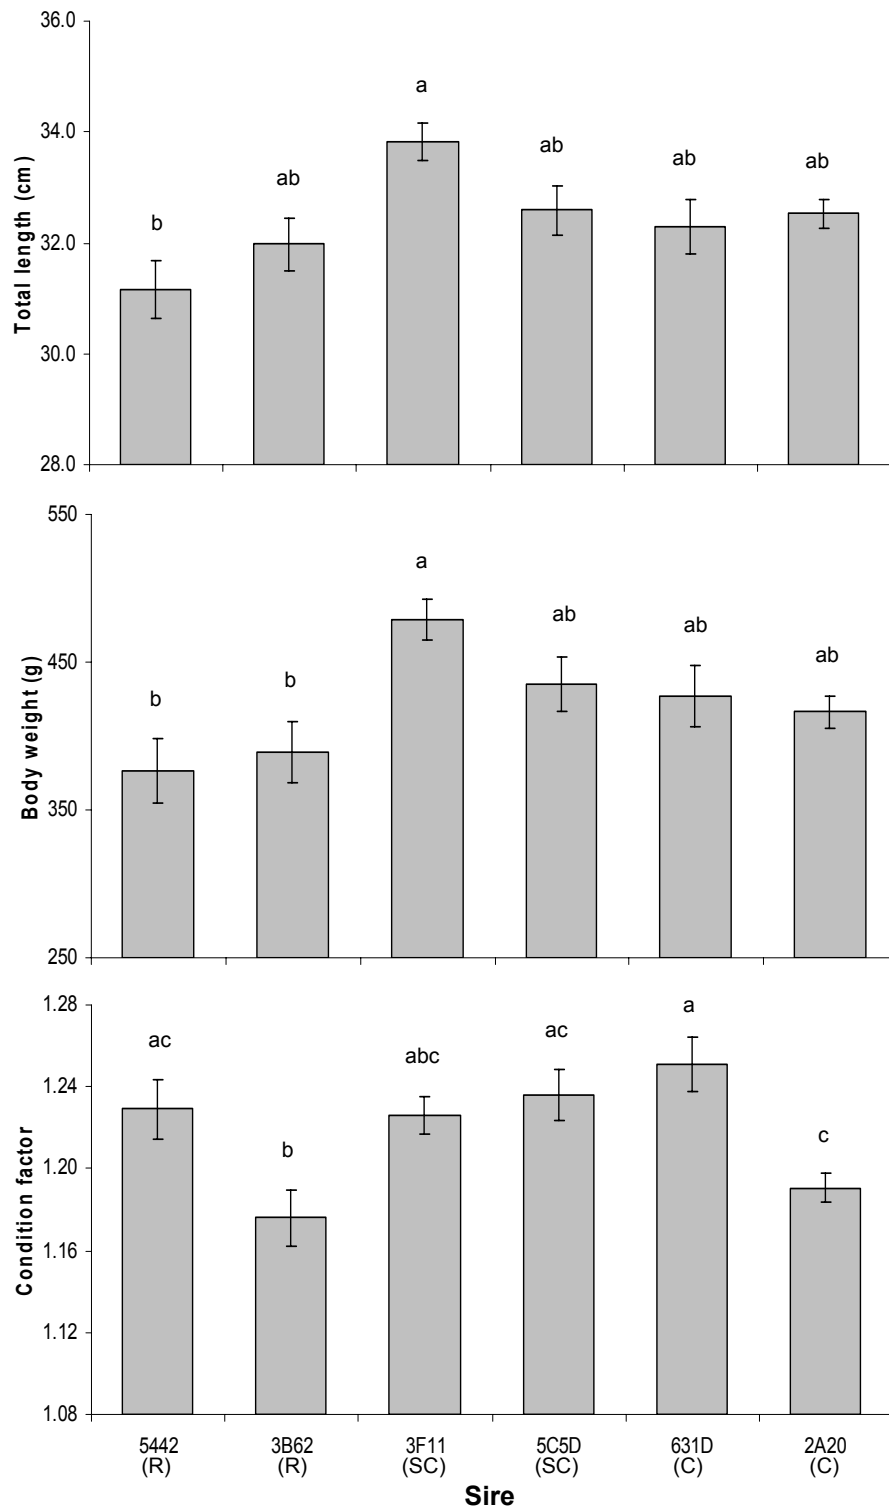 36.0
34.0
32.0
30.0
28.0
Total length (cm)
b
ab
a
ab
ab
ab
550
450
350
250
Body weight (g)
b
b
a
ab
ab
ab
1.28
1.24
1.20
1.16
1.12
1.08
Condition factor
ac
b
abc
ac
a
c
5442 3B62 3F11 5C5D 631D 2A20
(R) (R) (SC) (SC) (C) (C)
Sire